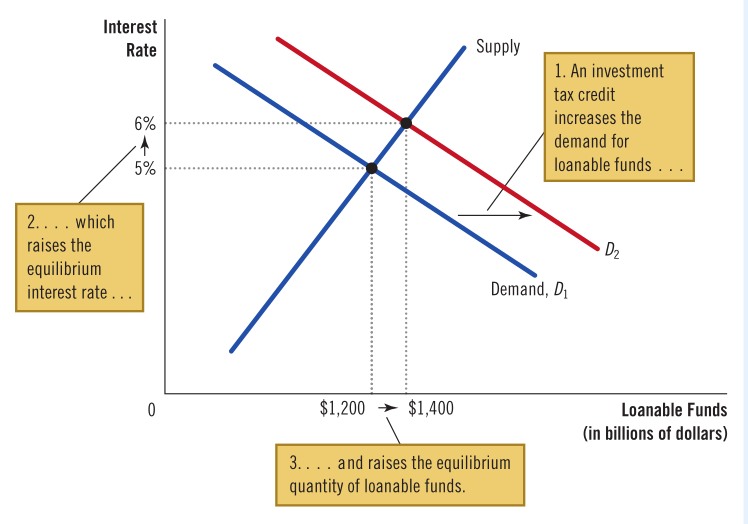 Interest
Rate
Supply
1. An investment
tax credit
increases the
demand for
loanable funds . . .
6%
5%
2. . . . which
raises the
equilibrium
interest rate . . .
D2
Demand, D1
0
$1,200
$1,400
Loanable Funds
(in billions of dollars)
3. . . . and raises the equilibrium
quantity of loanable funds.